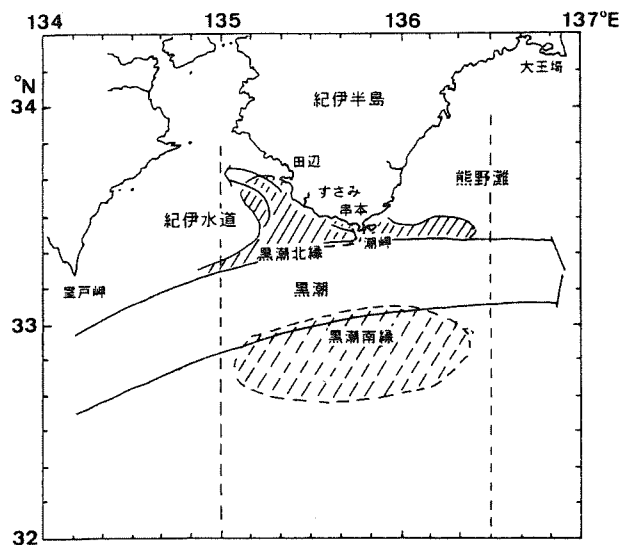 134 135 136 137°E
°N
34
33
32
大王埼
紀伊半島
田辺
熊野灘
すさみ
串本
紀伊水道
潮岬
黒潮北縁
室戸岬
黒潮
黒潮南縁